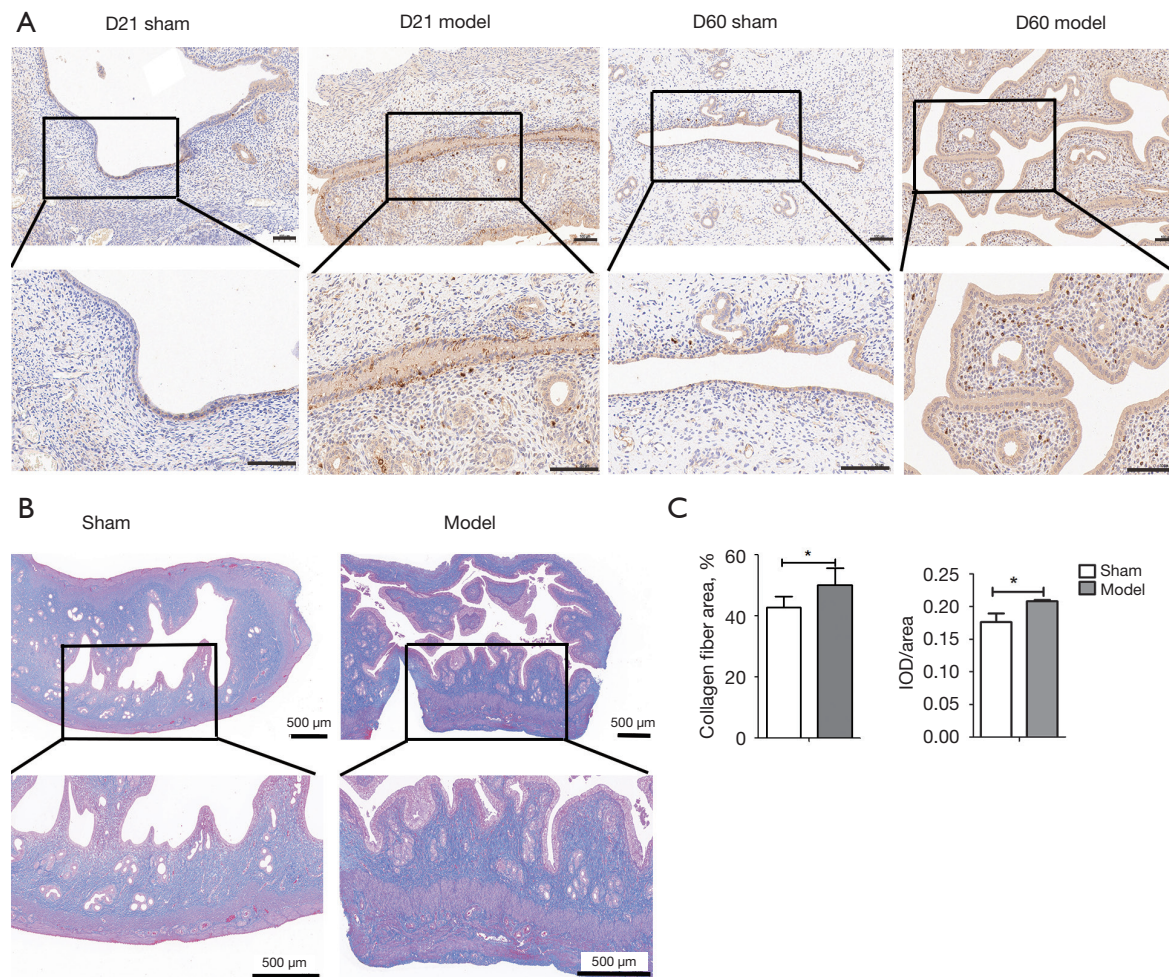 A
D21 sham
D21 model
D60 sham
D60 model
B
Sham
Model
500 µm
500 µm
500 µm
500 µm
C
Collagen fiber area, %
60
40
20
0
*
IOD/area
0.25
0.20
0.15
0.10
0.05
0.00
*
Sham
Model